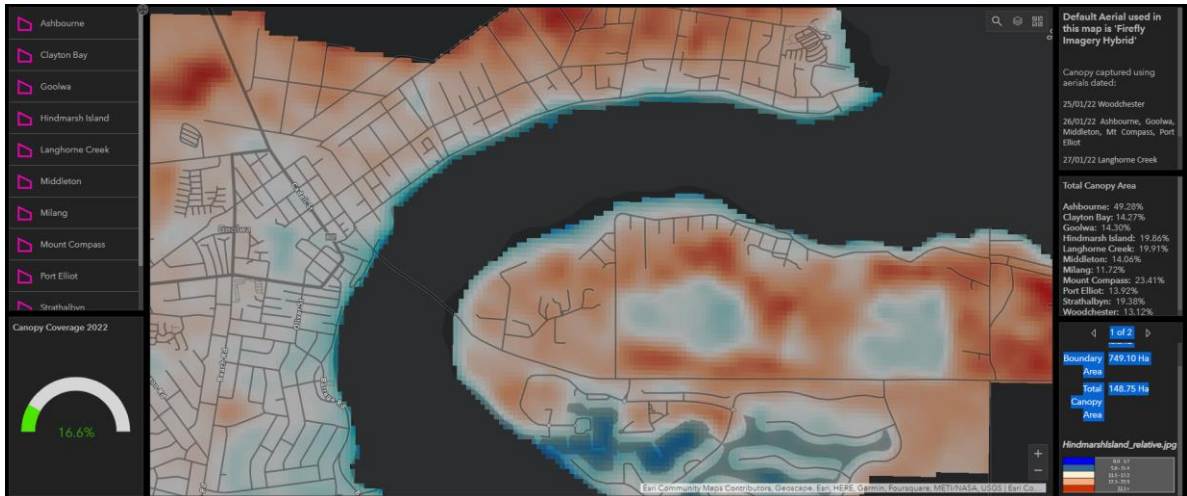 Ashbourne
Clayton Bay
Goolwa
Hindmarsh Island
Langhorne Creek
Middleton
Milang
Mount Compass
Port Elliot
Strathalbyn
Canopy Coverage 2022
16.6%
Cadell St
Goolwa
Oliver St
Beach Rd
Default Aerial used in
this map is 'Firefly
Imagery Hybrid'
Canopy captured using
aerials dated:
25/01/22 Woodchester
26/01/22 Ashbourne, Goolwa,
Middleton, Mt Compass, Port
Elliot
27/01/22 Langhorne Creek
Total Canopy Area
Ashbourne: 49.28%
Clayton Bay: 14.27%
Goolwa: 14.30%
Hindmarsh Island: 19.86%
Langhorne Creek: 19.91%
Middleton: 14.06%
Milang: 11.72%
Mount Compass: 23.41%
Port Elliot: 13.92%
Strathalbyn: 19.38%
Woodchester: 13.12%
1 of 2
Boundary 749.10 Ha
Area
Total 148.75 Ha
Canopy
Area
HindmarshIsland_relative.jpg
Esri Community Maps Contributors, Geoscape, Esri, HERE, Garmin, Foursquare, METI/NASA, USGS | Esri Co...